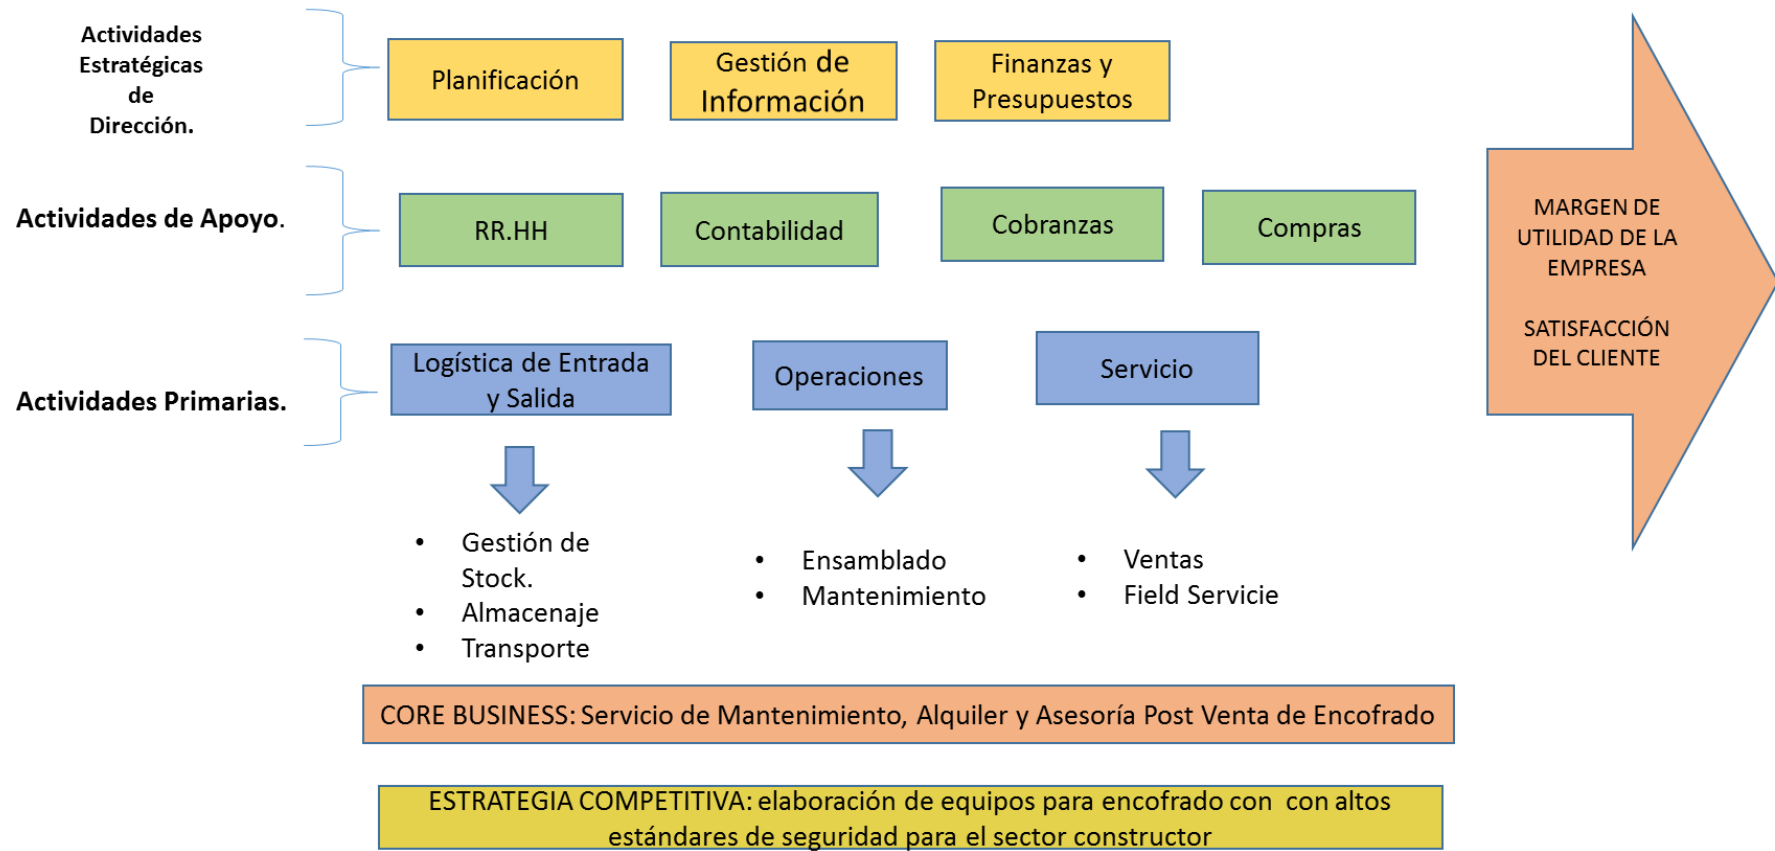 Actividades
Estratégicas
de
Dirección.
Planificación
Gestión de
Información
Finanzas y
Presupuestos
Actividades de Apoyo.
RR.HH
Contabilidad
Cobranzas
Compras
MARGEN DE
UTILIDAD DE LA
EMPRESA
SATISFACCIÓN
DEL CLIENTE
Actividades Primarias.
Logística de Entrada
y Salida
Operaciones
Servicio
• Gestión de
Stock.
• Almacenaje
• Transporte
• Ensamblado
• Mantenimiento
• Ventas
• Field Servicie
CORE BUSINESS: Servicio de Mantenimiento, Alquiler y Asesoría Post Venta de Encofrado
ESTRATEGIA COMPETITIVA: elaboración de equipos para encofrado con con altos
estándares de seguridad para el sector constructor